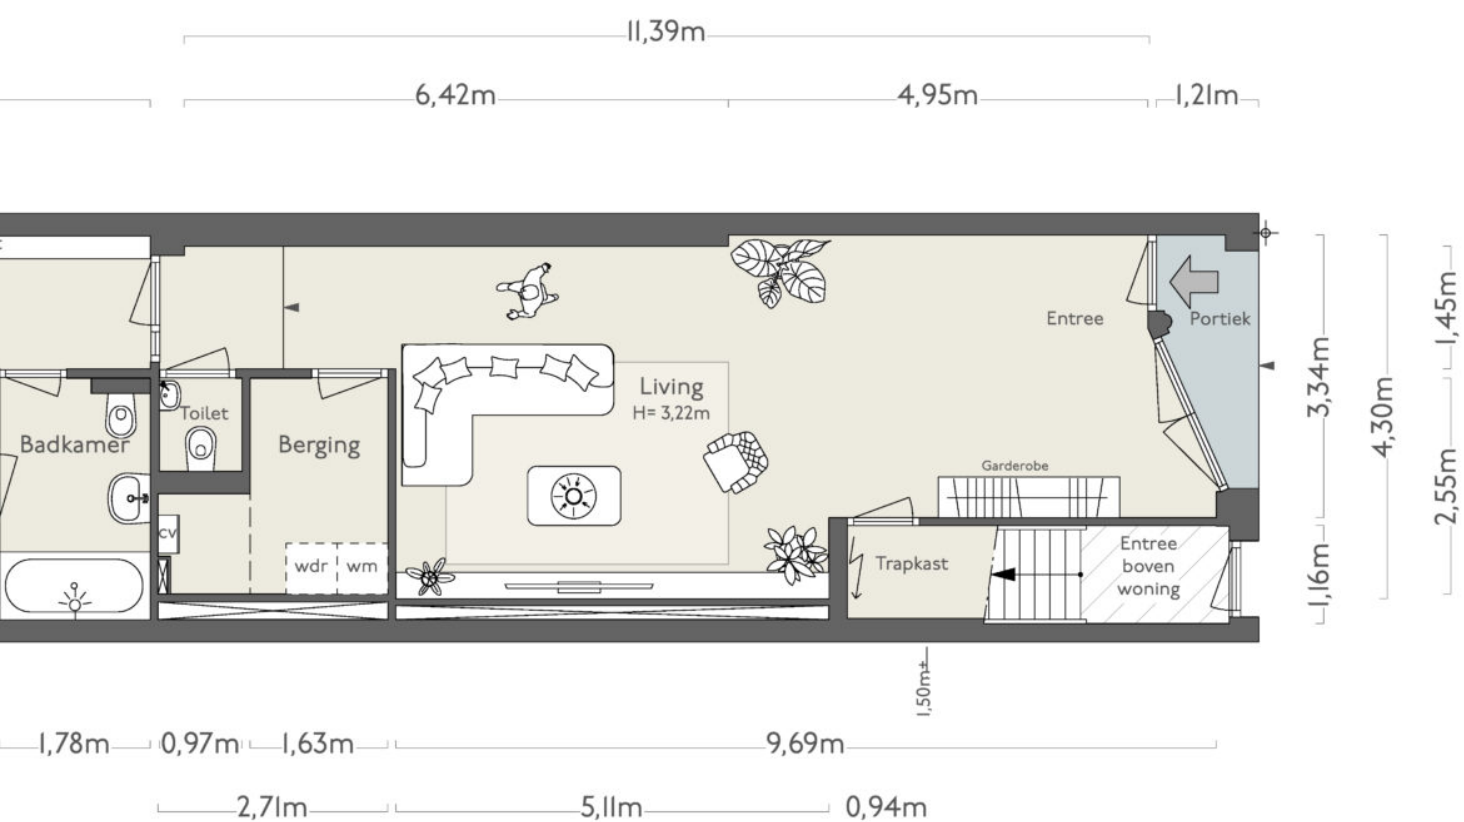 11,39m
6,42m
4,95m
1,21m
Entree
Portiek
Living
H= 3,22m
Toilet
Badkamer
Berging
Garderobe
cv
wdr
wm
Trapkast
Entree
boven
woning
3,34m
4,30m
1,45m
2,55m
1,16m
1,50m±
1,78m
0,97m
1,63m
9,69m
2,71m
5,11m
0,94m